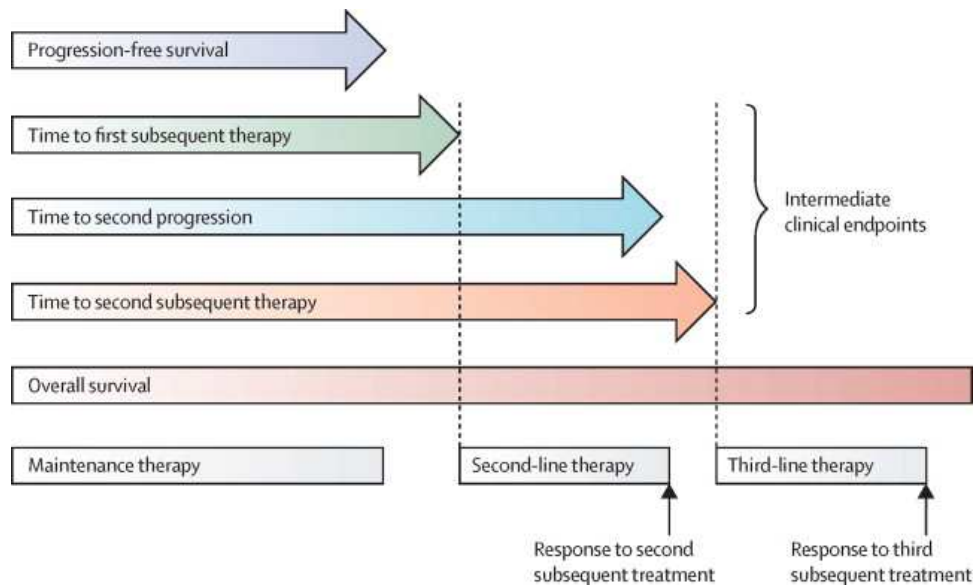 Progression-free survival
Time to first subsequent therapy
Time to second progression
Intermediate
clinical endpoints
Time to second subsequent therapy
Overall survival
Maintenance therapy
Second-line therapy
Third-line therapy
Response to second
subsequent treatment
Response to third
subsequent treatment